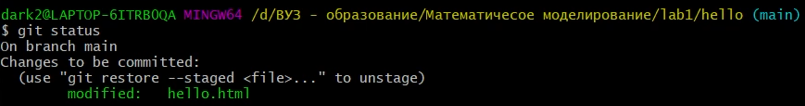 dark2@LAPTOP-6ITRB0QA MINGW64 /d/ВУЗ - образование/Математичесое моделирование/lab1/hello (main)
$ git status
On branch main
Changes to be committed:
  (use "git restore --staged <file>..." to unstage)
        modified:   hello.html